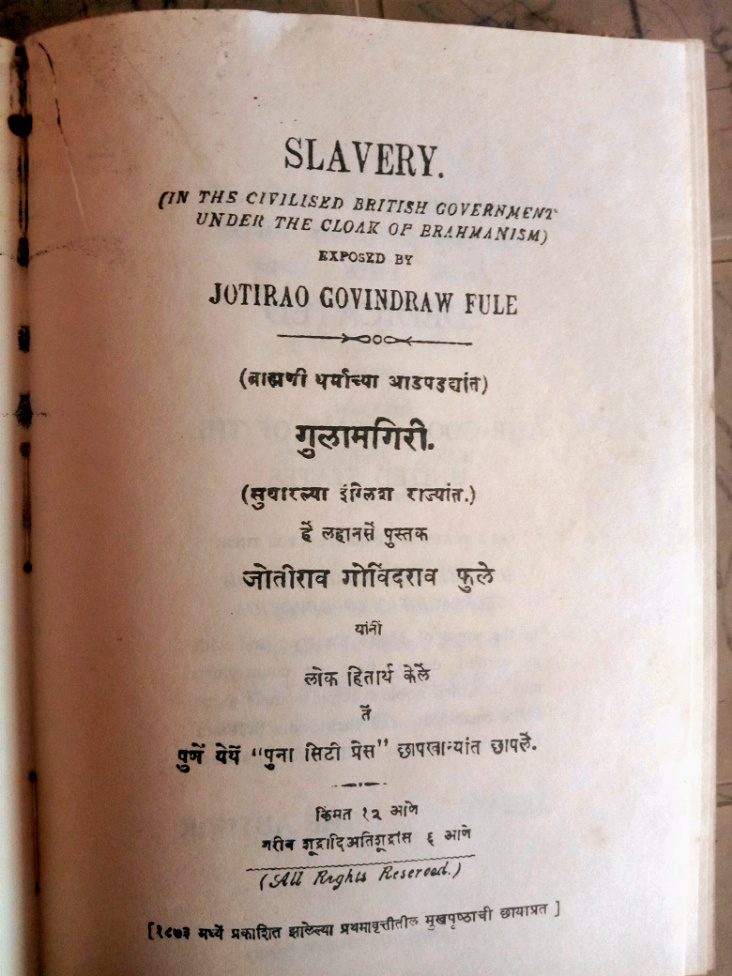 SLAVERY.
(IN THS CIVILISED BRITISH GOVERNMENT
UNDER THE CLOAK OF BRAHMANISM)
EXPOSED BY
JOTIRAO GOVINDRAW FULE
(ब्राह्मणी धर्माच्या आडपडद्यांत)
गुलामगिरी.
(सुधारल्या इंग्लिश राज्यांत.)
हें लहानसें पुस्तक
जोतीराव गोविंदराव फुले
यांनीं
लोक हितार्थ केलें
तें
पुणें येथें "पुना सिटी प्रेस" छापखान्यांत छापलें.
किंमत १२ आणे
गरीब शूद्रादिअतिशूद्रांस ६ आणे
(All Rights Reserved.)
[१८७३ मध्यें प्रकाशित झालेल्या प्रथमावृत्तीतील मुखपृष्ठाची छायाप्रत ]